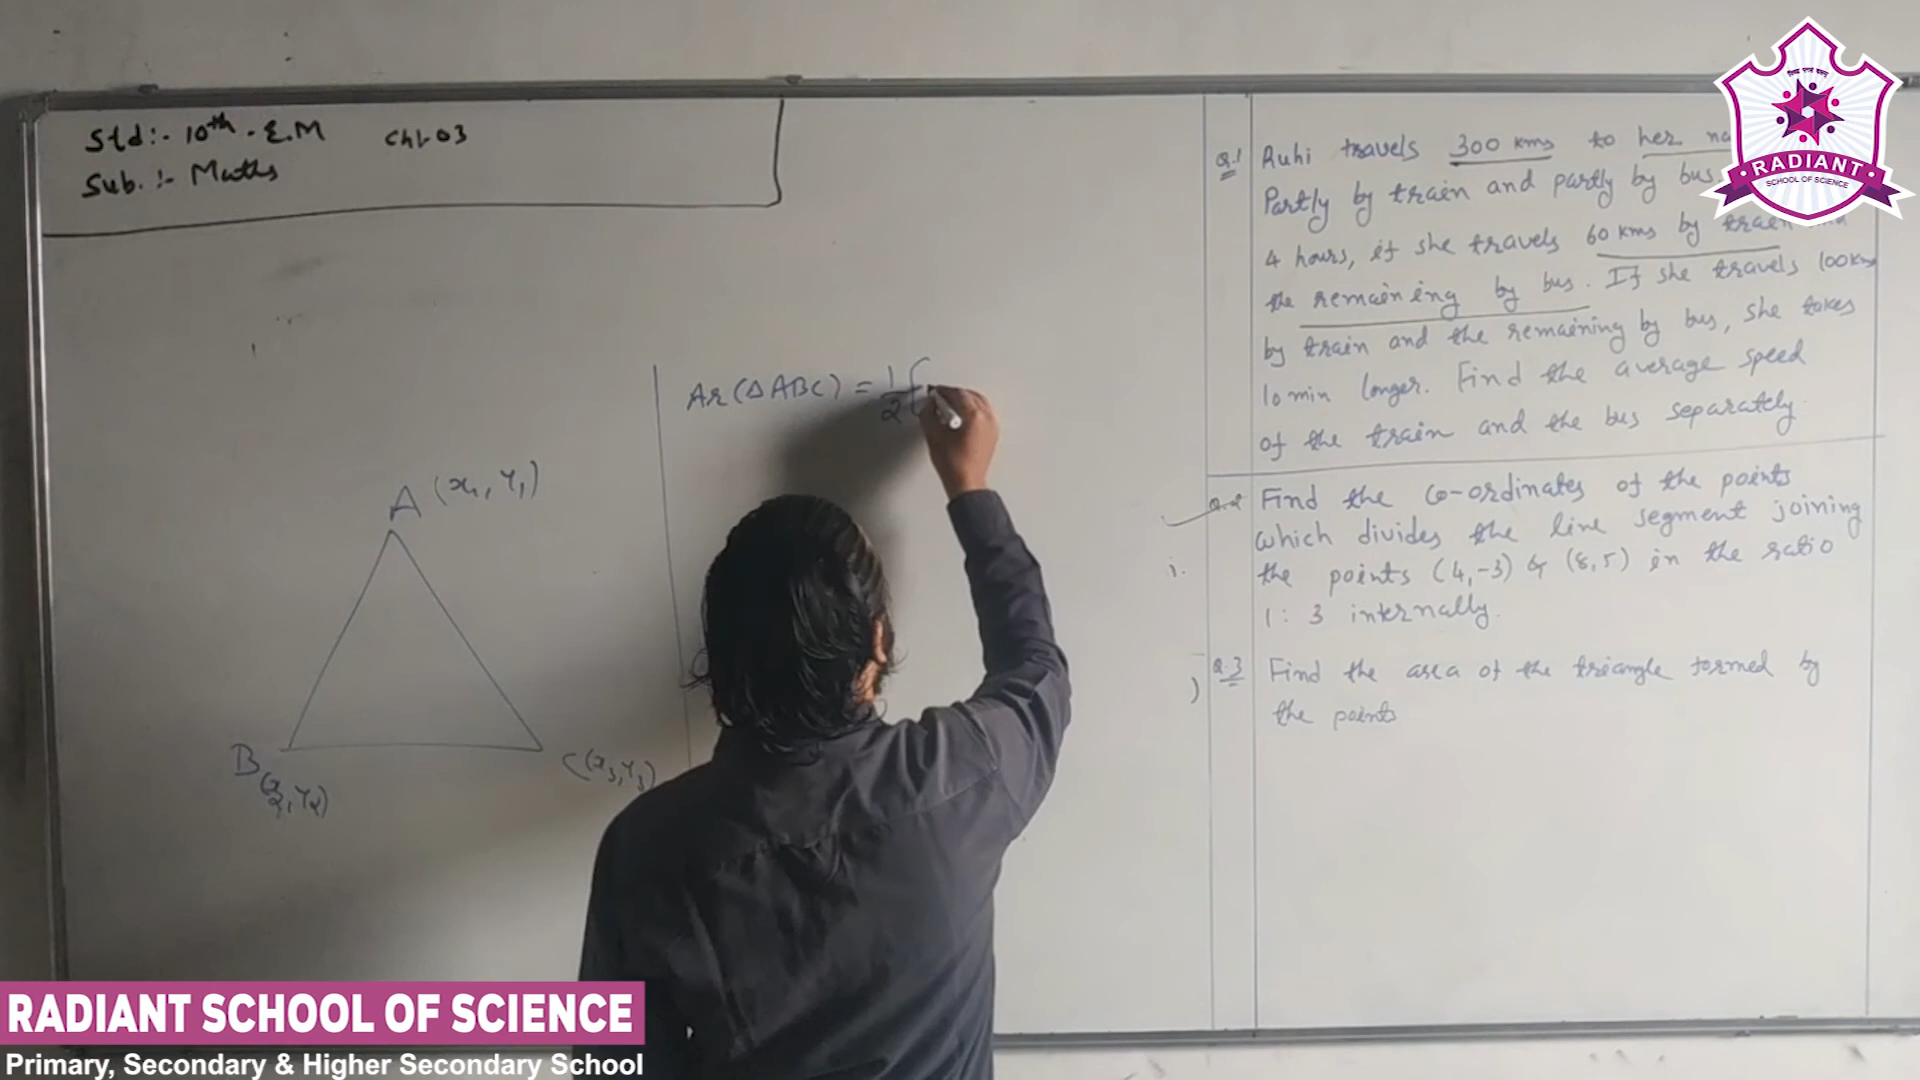 Std:- 10th - E.M Ch-03
Sub. :- Maths
Ar(ΔABC) = 1/2 [
A (x₁, Y₁)
B
(x₂, Y₂)
C(x₃, Y₃)
Q.1 Ruhi travels 300 kms to her
Partly by train and partly by bus.
4 hours, if she travels 60 kms by train
the remaining by bus. If she travels 100 km
by train and the remaining by bus, she takes
10 min longer. Find the average speed
of the train and the bus separately.
Q.2 Find the Co-ordinates of the points
which divides the line segment joining
the points (4,-3) & (8,5) in the ratio
1 : 3 internally.
Q.3 Find the area of the triangle formed by
the points
RADIANT
SCHOOL OF SCIENCE
RADIANT SCHOOL OF SCIENCE
Primary, Secondary & Higher Secondary School